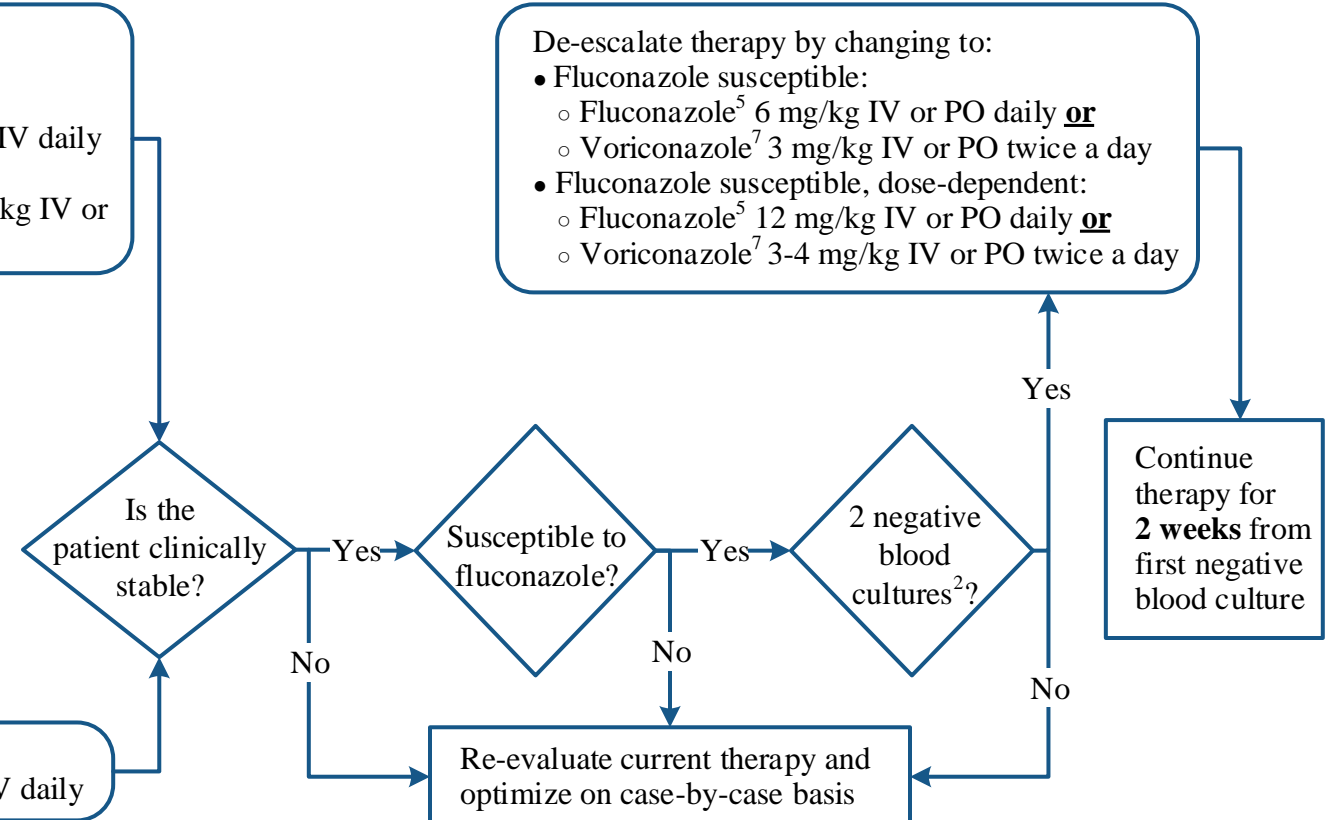 IV daily
kg IV or
De-escalate therapy by changing to:
● Fluconazole susceptible:
○ Fluconazole⁵ 6 mg/kg IV or PO daily or
○ Voriconazole⁷ 3 mg/kg IV or PO twice a day
● Fluconazole susceptible, dose-dependent:
○ Fluconazole⁵ 12 mg/kg IV or PO daily or
○ Voriconazole⁷ 3-4 mg/kg IV or PO twice a day
Is the
patient clinically
stable?
Yes
No
Susceptible to
fluconazole?
Yes
No
2 negative
blood
cultures²?
Yes
No
Continue
therapy for
2 weeks from
first negative
blood culture
Re-evaluate current therapy and
optimize on case-by-case basis
V daily